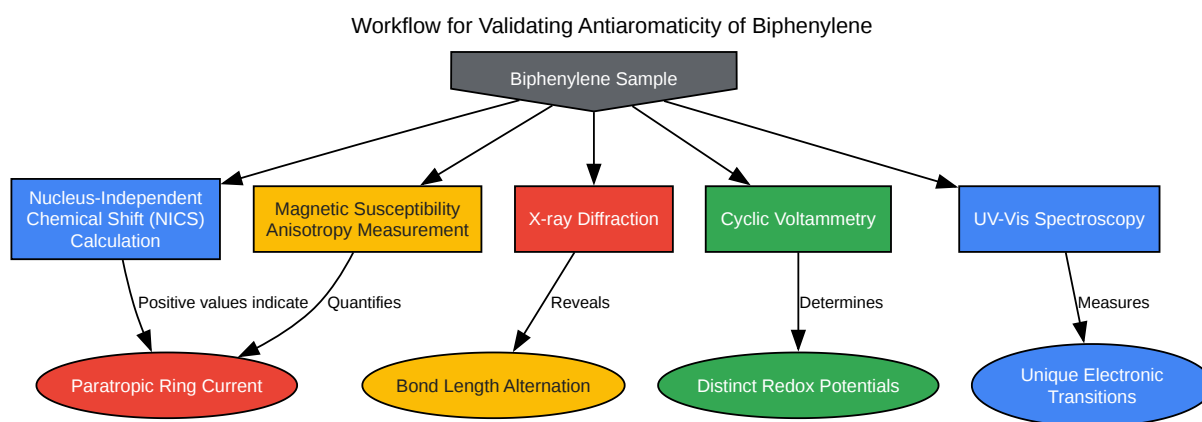 Workflow for Validating Antiaromaticity of Biphenylene
Biphenylene Sample
Nucleus-Independent
Chemical Shift (NICS)
Calculation
Magnetic Susceptibility
Anisotropy Measurement
X-ray Diffraction
Cyclic Voltammetry
UV-Vis Spectroscopy
Positive values indicate
Quantifies
Reveals
Determines
Measures
Paratropic Ring Current
Bond Length Alternation
Distinct Redox Potentials
Unique Electronic
Transitions